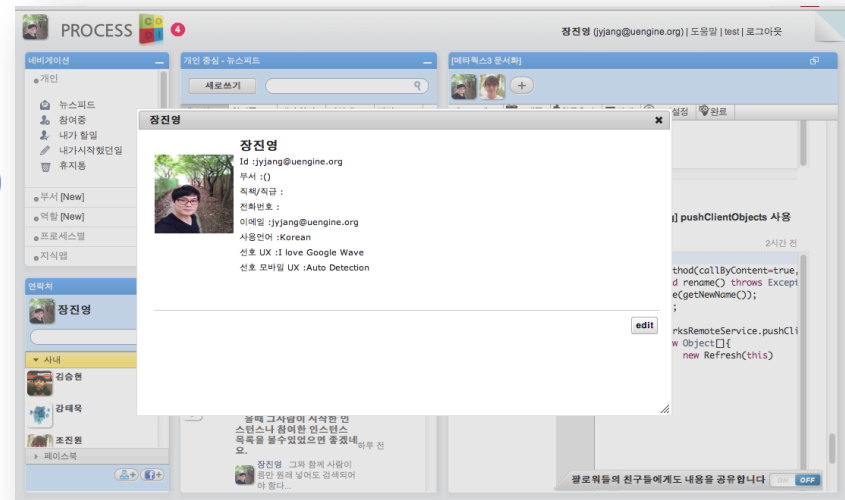 PROCESS CODI 4
장진영 (jyjang@uengine.org) | 도움말 | test | 로그아웃
네비게이션
개인
뉴스피드
참여중
내가 할일
내가시작했던일
휴지통
부서 [New]
역할 [New]
프로세스별
지식맵
연락처
장진영
사내
김승현
강태욱
조진원
페이스북
개인 중심 - 뉴스피드
새로쓰기
장진영
장진영
Id :jyjang@uengine.org
부서 :()
직책/직급 :
전화번호 :
이메일 :jyjang@uengine.org
사용언어 :Korean
선호 UX :I love Google Wave
선호 모바일 UX :Auto Detection
edit
올때 그사람이 시작한 인
스턴스나 참여한 인스턴스
목록을 볼수있었으면 좋겠네
요.
하루 전
장진영 그와 함께 사람이
름만 원래 넣어도 검색되어
야 함다...
[메타웍스3 문서화]
설정
완료
pushClientObjects 사용
2시간 전
thod(callByContent=true,
d rename() throws Except
e(getNewName());
;
rksRemoteService.pushCli
w Object[]{
new Refresh(this)
팔로워들의 친구들에게도 내용을 공유합니다
ON OFF